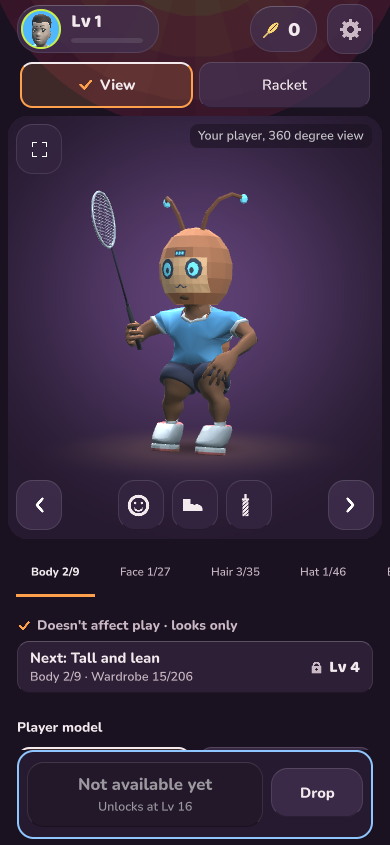 Lv 1
0
View
Racket
Your player, 360 degree view
Body 2/9
Face 1/27
Hair 3/35
Hat 1/46
Doesn't affect play · looks only
Next: Tall and lean
Body 2/9 · Wardrobe 15/206
Lv 4
Player model
Not available yet
Unlocks at Lv 16
Drop